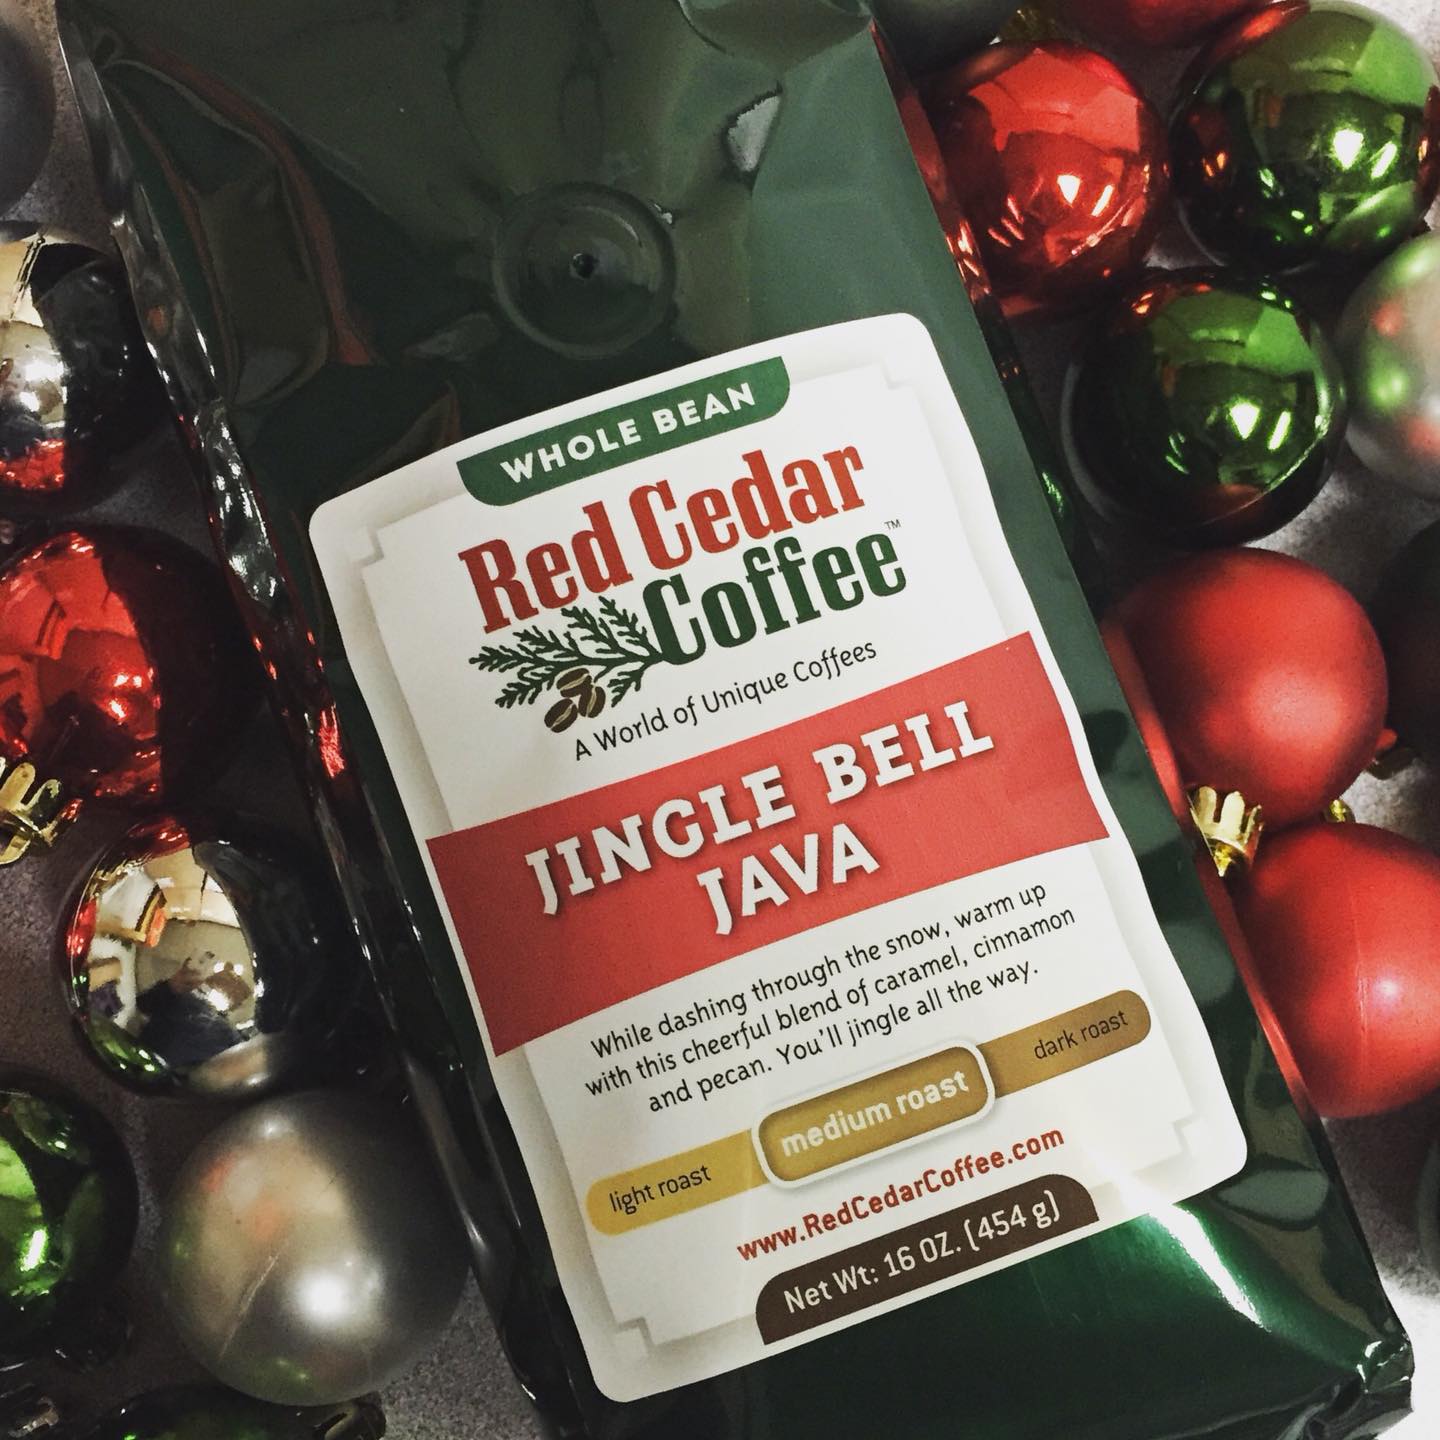 WHOLE BEAN
Red Cedar
Coffee™
A World of Unique Coffees
JINGLE BELL
JAVA
While dashing through the snow, warm up
with this cheerful blend of caramel, cinnamon
and pecan. You'll jingle all the way.
light roast medium roast dark roast
www.RedCedarCoffee.com
Net Wt: 16 OZ. (454 g)